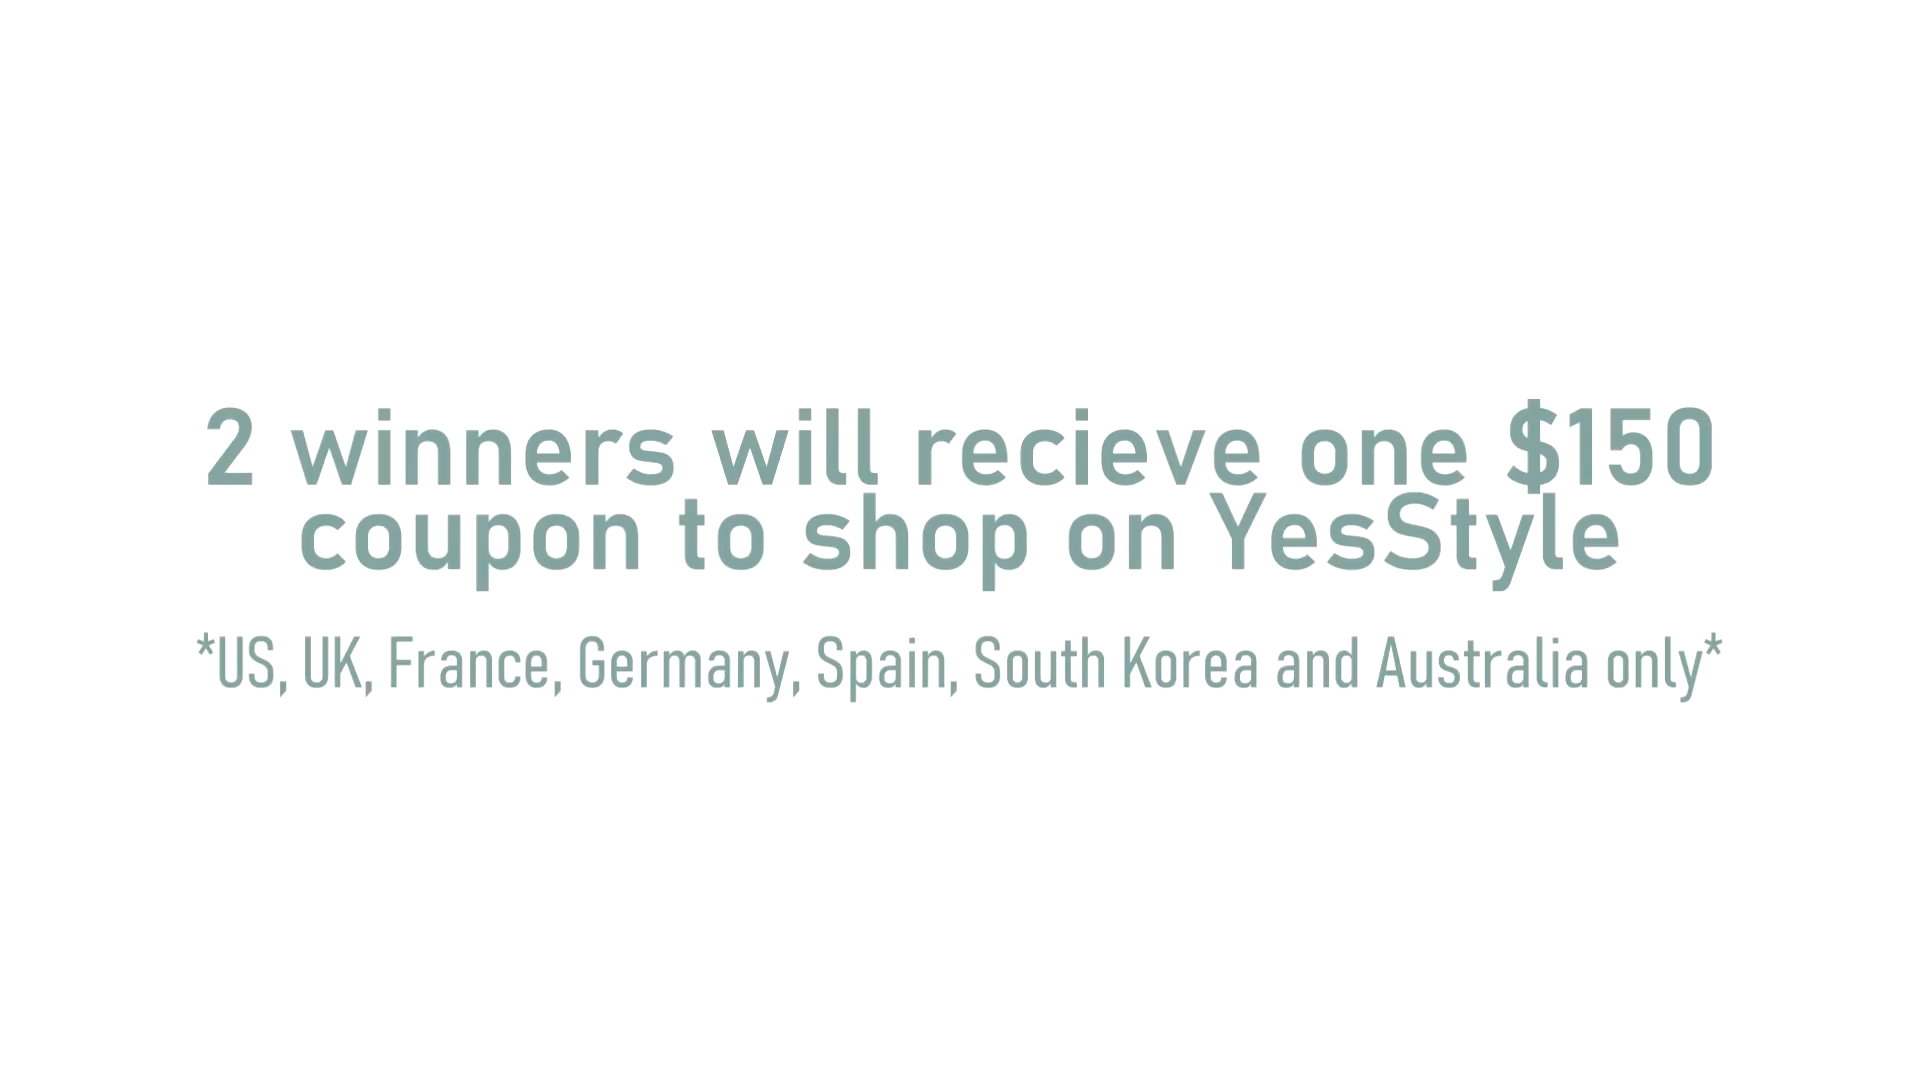 2 winners will recieve one $150
coupon to shop on YesStyle
*US, UK, France, Germany, Spain, South Korea and Australia only*